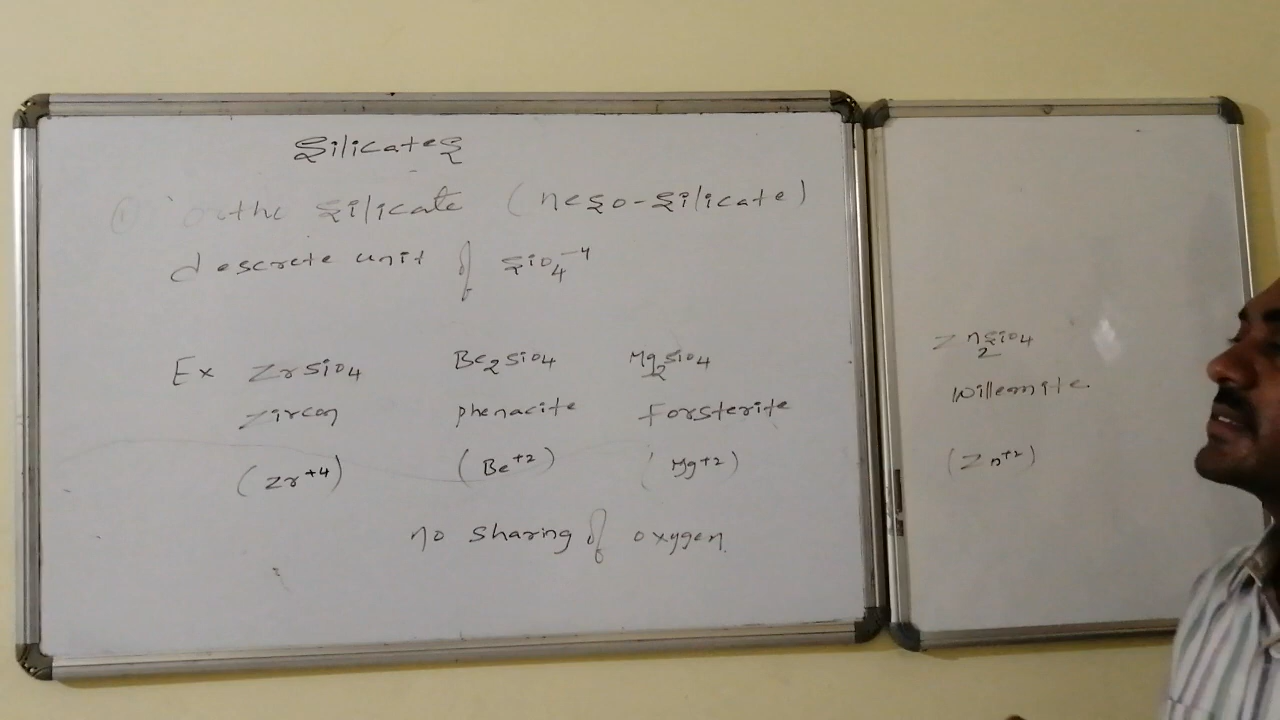 Silicates
① ortho silicate (neso-silicate)
descrete unit of SiO₄⁻⁴
Ex ZrSiO₄ Be₂SiO₄ Mg₂SiO₄
Zircon phenacite Forsterite
(Zr⁺⁴) (Be⁺²) (Mg⁺²)
no sharing of oxygen
Zn₂SiO₄
Willemite
(Zn⁺²)